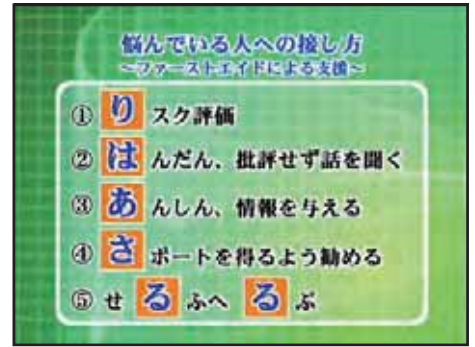 悩んでいる人への接し方
~ファーストエイドによる支援~
① りスク評価
② はんだん、批評せず話を聞く
③ あんしん、情報を与える
④ さポートを得るよう勧める
⑤ せるふへるぷ